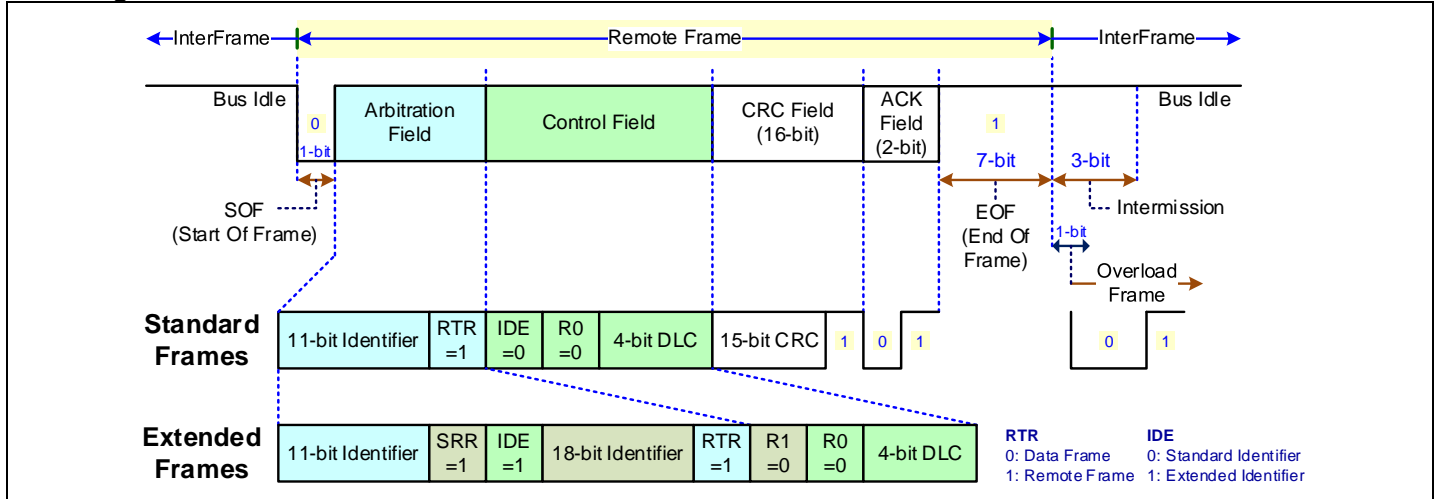 InterFrame
Remote Frame
InterFrame
Bus Idle
0
1-bit
Arbitration
Field
Control Field
CRC Field
(16-bit)
ACK
Field
(2-bit)
1
Bus Idle
7-bit
3-bit
SOF
(Start Of Frame)
EOF
(End Of
Frame)
Intermission
1-bit
Overload
Frame
Standard
Frames
11-bit Identifier
RTR
=1
IDE
=0
R0
=0
4-bit DLC
15-bit CRC
1
0
1
0
1
Extended
Frames
11-bit Identifier
SRR
=1
IDE
=1
18-bit Identifier
RTR
=1
R1
=0
R0
=0
4-bit DLC
RTR
0: Data Frame
1: Remote Frame
IDE
0: Standard Identifier
1: Extended Identifier